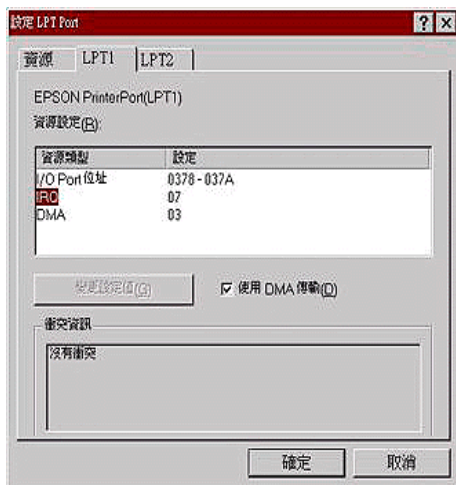 設定 LPT Port
資源 LPT1 LPT2
EPSON PrinterPort(LPT1)
資源設定(R):
資源類型 設定
I/O Port 位址 0378 - 037A
IRQ 07
DMA 03
變更設定值(G) 使用 DMA 傳輸(D)
衝突資訊
沒有衝突
確定 取消